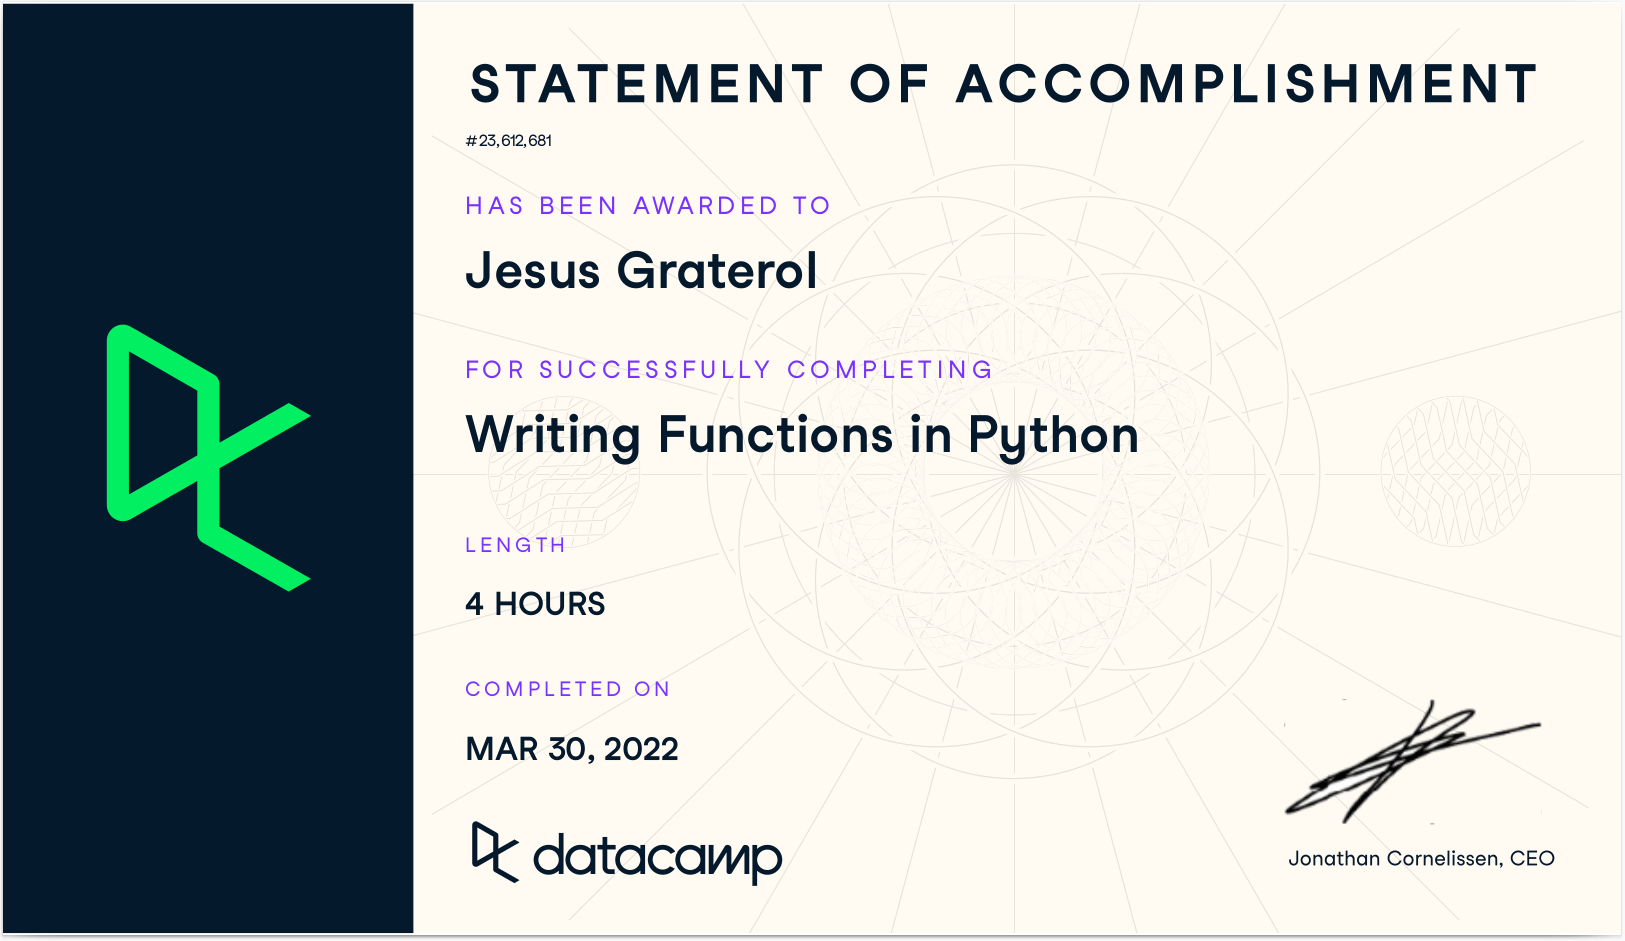 STATEMENT OF ACCOMPLISHMENT
#23,612,681
HAS BEEN AWARDED TO
Jesus Graterol
FOR SUCCESSFULLY COMPLETING
Writing Functions in Python
LENGTH
4 HOURS
COMPLETED ON
MAR 30, 2022
datacamp
Jonathan Cornelissen, CEO